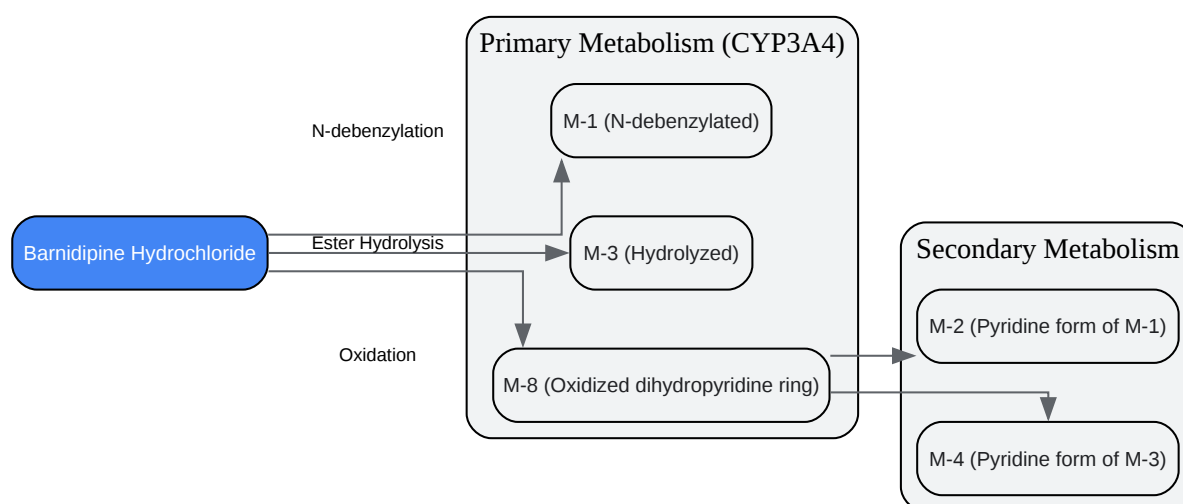 Primary Metabolism (CYP3A4)
M-1 (N-debenzylated)
N-debenzylation
Barnidipine Hydrochloride
Ester Hydrolysis
M-3 (Hydrolyzed)
Secondary Metabolism
M-2 (Pyridine form of M-1)
Oxidation
M-8 (Oxidized dihydropyridine ring)
M-4 (Pyridine form of M-3)